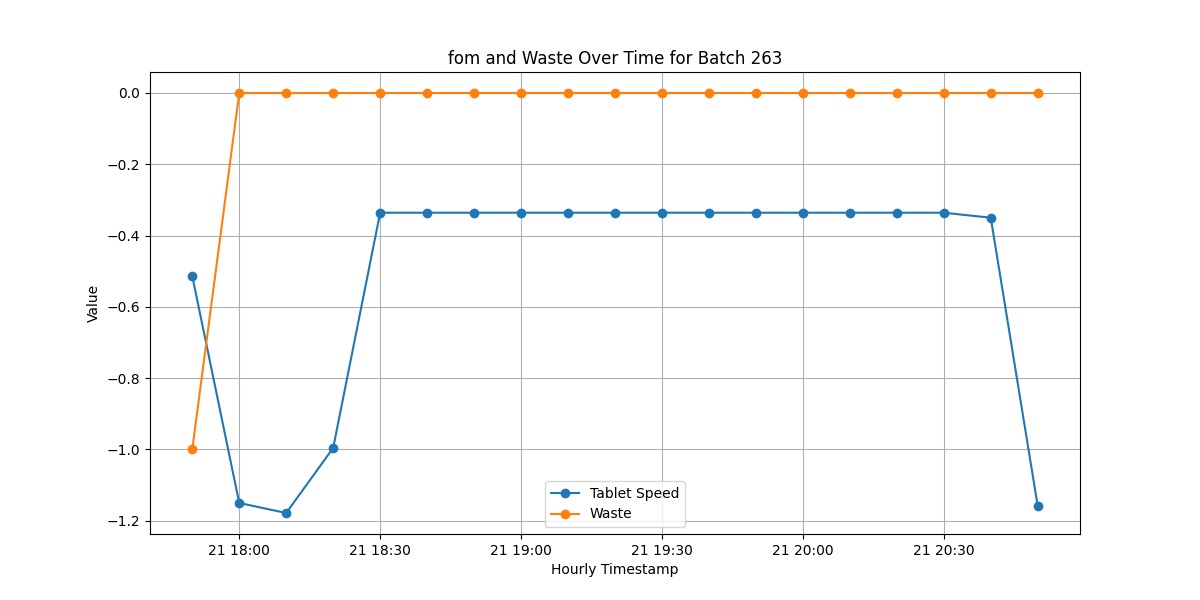 fom and Waste Over Time for Batch 263
0.0
−0.2
−0.4
−0.6
−0.8
−1.0
−1.2
Value
Tablet Speed
Waste
21 18:00 21 18:30 21 19:00 21 19:30 21 20:00 21 20:30
Hourly Timestamp